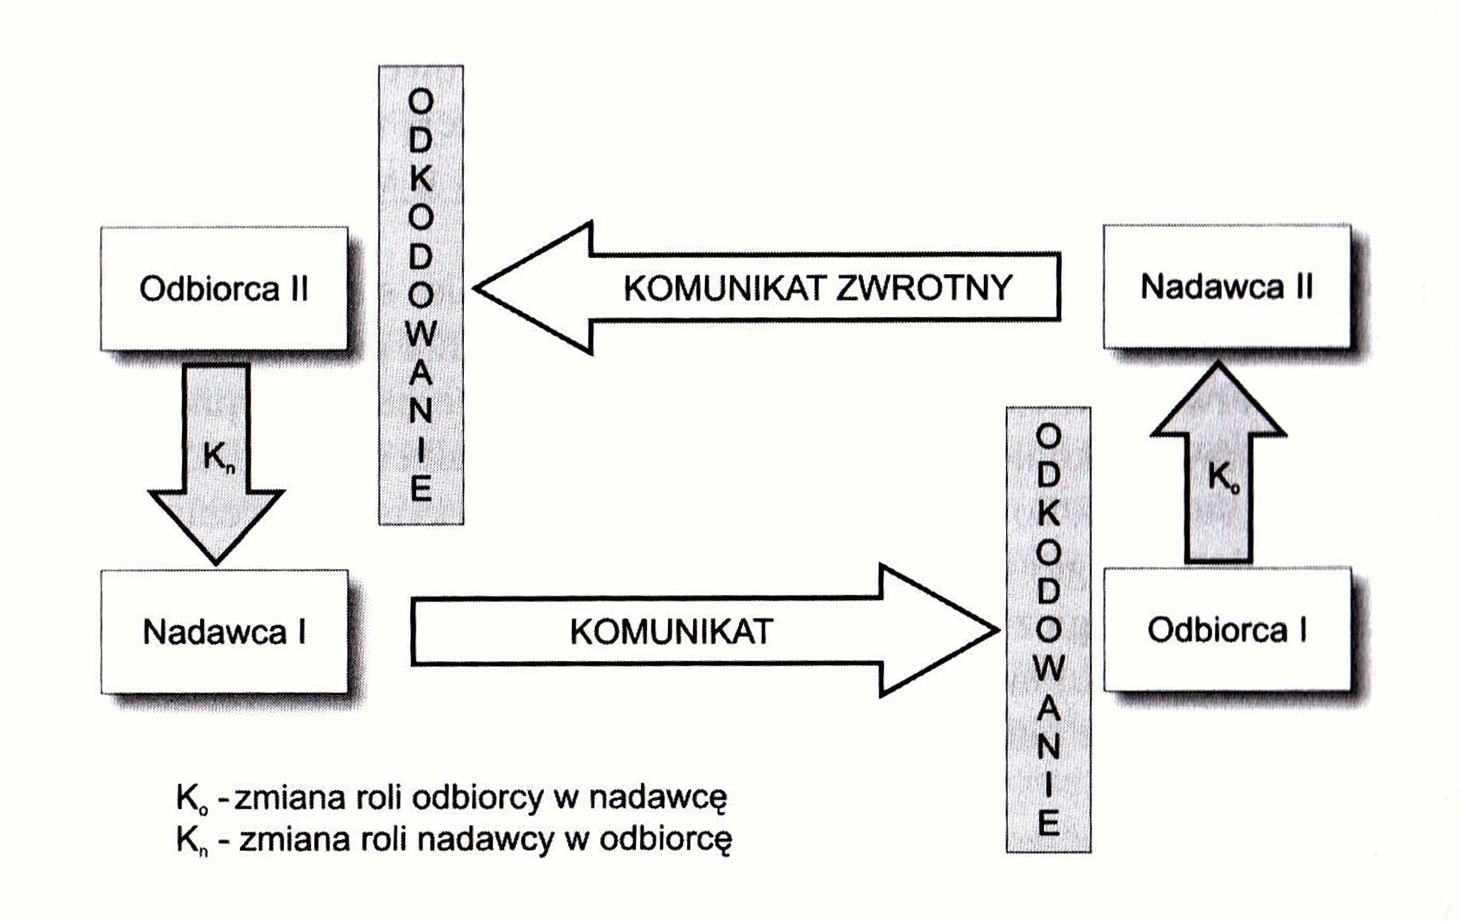 ODKODOWANIE
Odbiorca II
KOMUNIKAT ZWROTNY
Nadawca II
Kn
Ko
ODKODOWANIE
Nadawca I
KOMUNIKAT
Odbiorca I
Ko - zmiana roli odbiorcy w nadawcę
Kn - zmiana roli nadawcy w odbiorcę